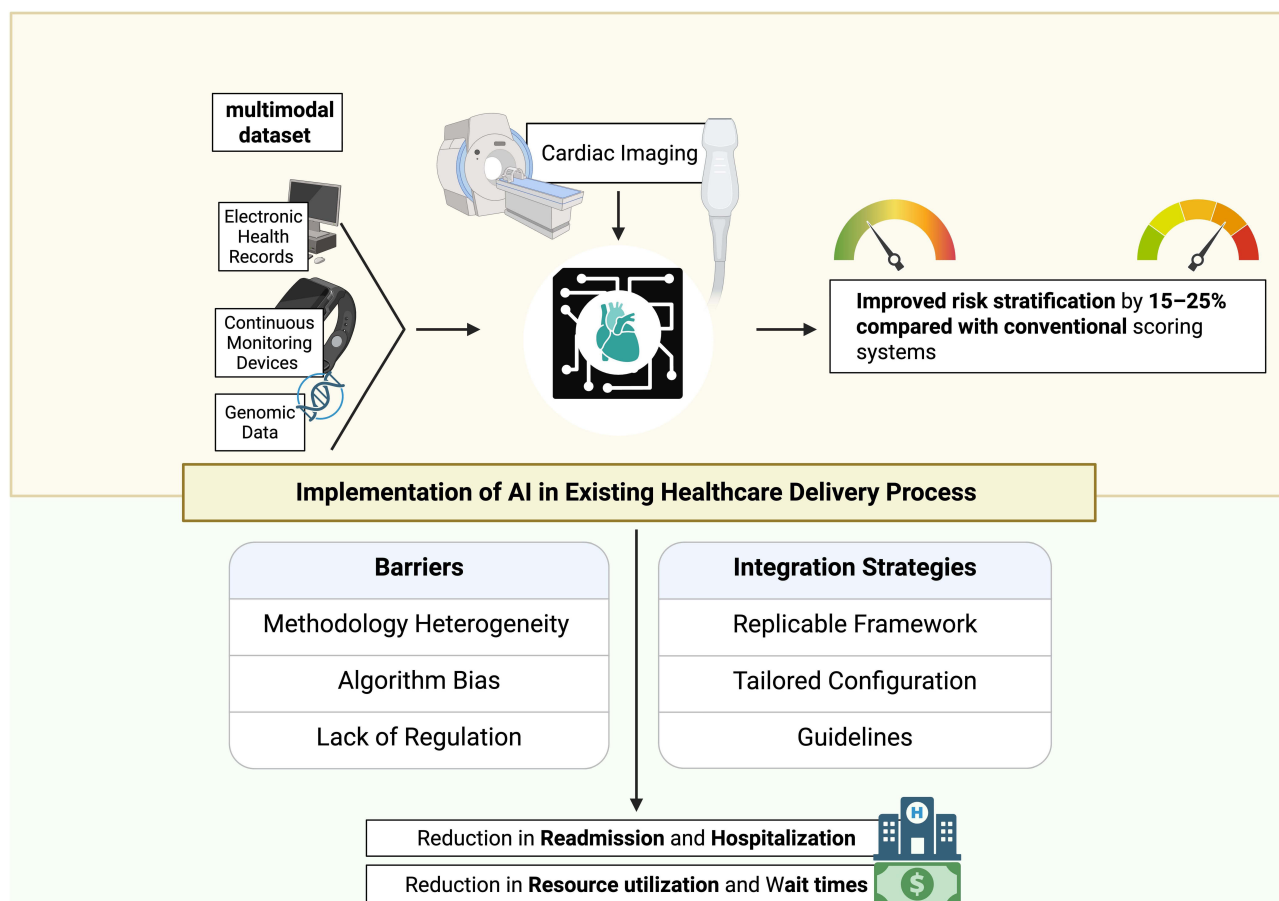 multimodal
dataset
Cardiac Imaging
Electronic
Health
Records
Continuous
Monitoring
Devices
Genomic
Data
Improved risk stratification by 15–25%
compared with conventional scoring
systems
Implementation of AI in Existing Healthcare Delivery Process
Barriers
Methodology Heterogeneity
Algorithm Bias
Lack of Regulation
Integration Strategies
Replicable Framework
Tailored Configuration
Guidelines
Reduction in Readmission and Hospitalization
H
Reduction in Resource utilization and Wait times
$